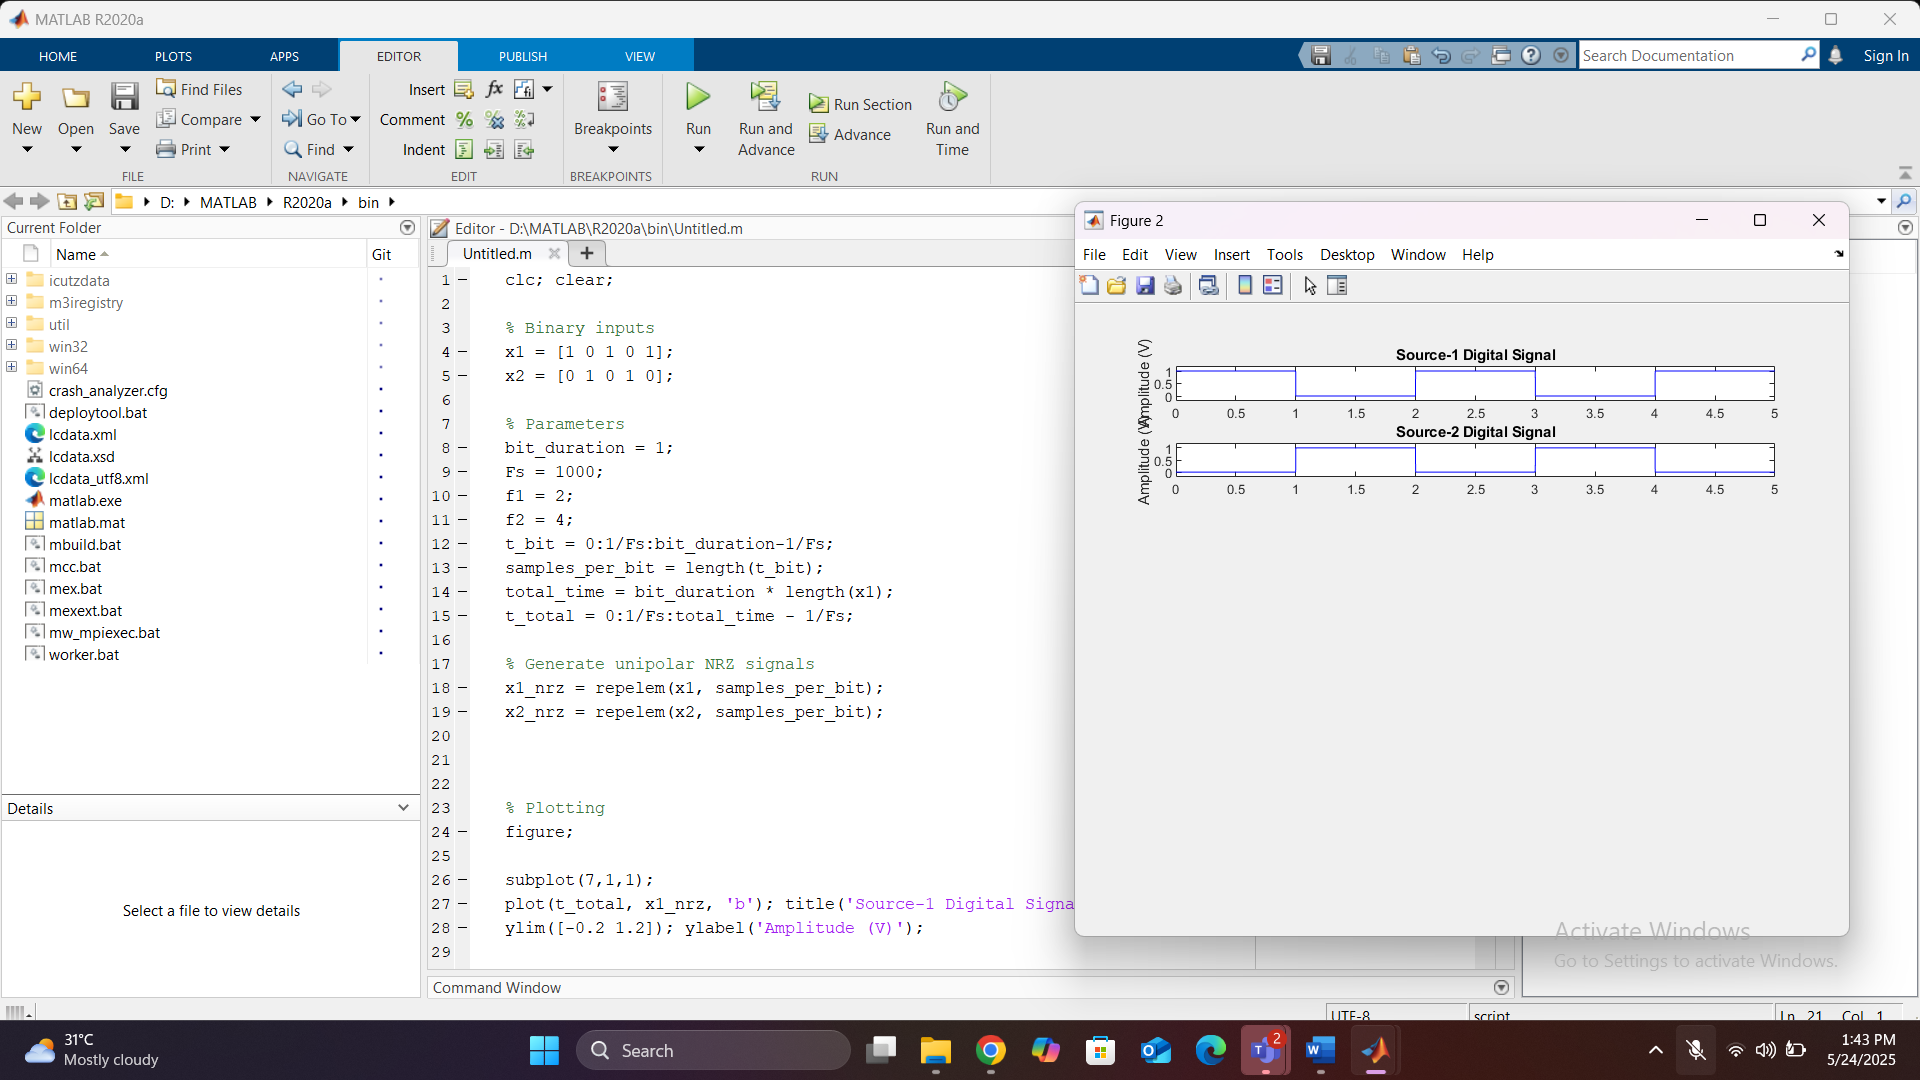 MATLAB R2020a
HOME PLOTS APPS EDITOR PUBLISH VIEW
Search Documentation
Sign In
New Open Save
Find Files
Compare
Print
FILE
Go To
Find
NAVIGATE
Insert
Comment
Indent
EDIT
Breakpoints
BREAKPOINTS
Run
Run and Advance
Run Section
Advance
Run and Time
RUN
D: MATLAB R2020a bin
Current Folder
Name Git
icutzdata
m3iregistry
util
win32
win64
crash_analyzer.cfg
deploytool.bat
lcdata.xml
lcdata.xsd
lcdata_utf8.xml
matlab.exe
matlab.mat
mbuild.bat
mcc.bat
mex.bat
mexext.bat
mw_mpiexec.bat
worker.bat
Details
Select a file to view details
Editor - D:\MATLAB\R2020a\bin\Untitled.m
Untitled.m
1 clc; clear;
2
3 % Binary inputs
4 x1 = [1 0 1 0 1];
5 x2 = [0 1 0 1 0];
6
7 % Parameters
8 bit_duration = 1;
9 Fs = 1000;
10 f1 = 2;
11 f2 = 4;
12 t_bit = 0:1/Fs:bit_duration-1/Fs;
13 samples_per_bit = length(t_bit);
14 total_time = bit_duration * length(x1);
15 t_total = 0:1/Fs:total_time - 1/Fs;
16
17 % Generate unipolar NRZ signals
18 x1_nrz = repelem(x1, samples_per_bit);
19 x2_nrz = repelem(x2, samples_per_bit);
20
21
22
23 % Plotting
24 figure;
25
26 subplot(7,1,1);
27 plot(t_total, x1_nrz, 'b'); title('Source-1 Digital Signa
28 ylim([-0.2 1.2]); ylabel('Amplitude (V)');
29
Command Window
Figure 2
File Edit View Insert Tools Desktop Window Help
Source-1 Digital Signal
Amplitude (V)
1
0.5
0
0 0.5 1 1.5 2 2.5 3 3.5 4 4.5 5
Source-2 Digital Signal
Amplitude (V)
1
0.5
0
0 0.5 1 1.5 2 2.5 3 3.5 4 4.5 5
Activate Windows
Go to Settings to activate Windows.
UTF-8 script Ln 21 Col 1
31°C
Mostly cloudy
Search
2
1:43 PM
5/24/2025